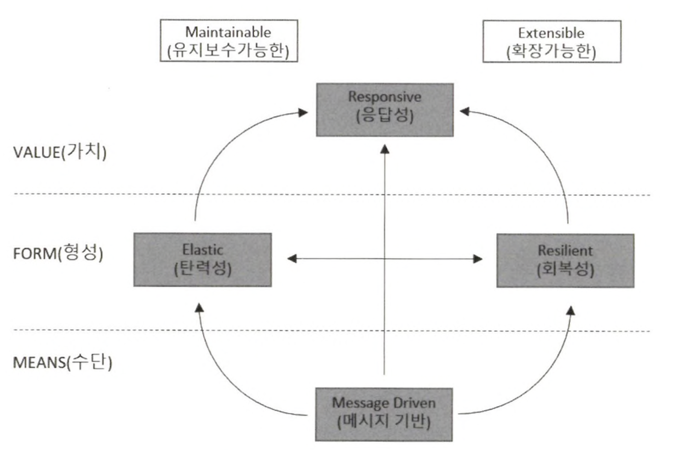 Maintainable
(유지보수가능한)
Extensible
(확장가능한)
Responsive
(응답성)
VALUE(가치)
FORM(형성)
Elastic
(탄력성)
Resilient
(회복성)
MEANS(수단)
Message Driven
(메시지 기반)